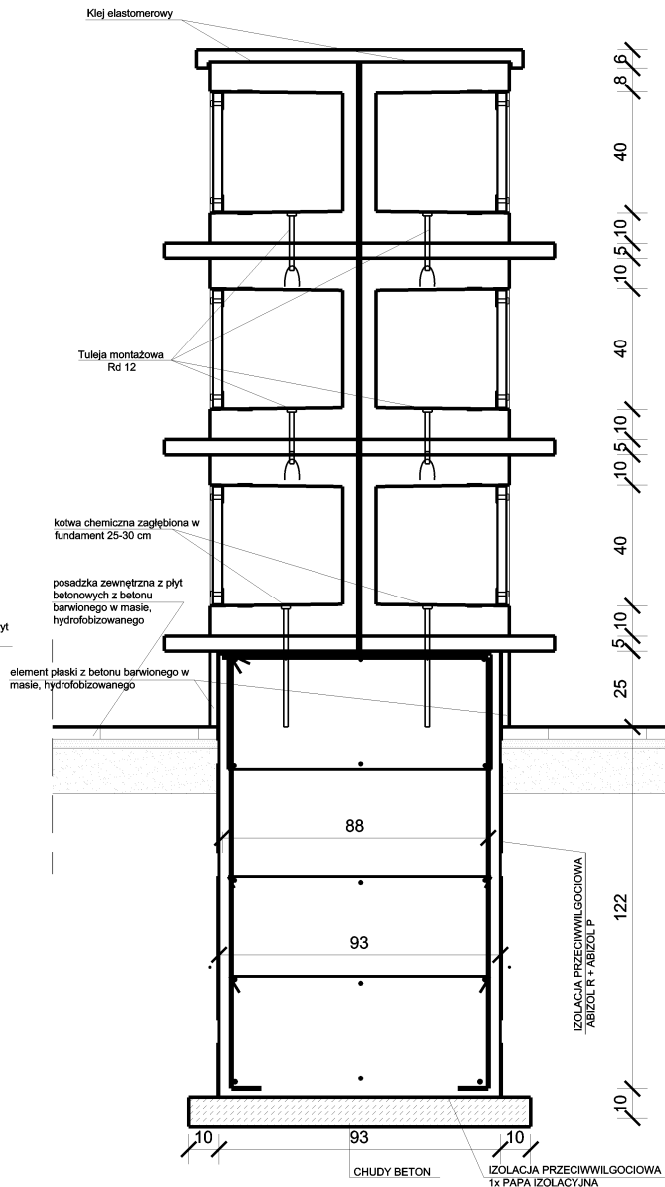 Klej elastomerowy
6
8
40
10
5
10
Tuleja montażowa
Rd 12
40
10
5
10
kotwa chemiczna zagłębiona w
fundament 25-30 cm
40
posadzka zewnętrzna z płyt
betonowych z betonu
barwionego w masie,
hydrofobizowanego
10
5
yt
element płaski z betonu barwionego w
masie, hydrofobizowanego
25
88
93
122
IZOLACJA PRZECIWWILGOCIOWA
ABIZOL R + ABIZOL P
10
10
93
10
CHUDY BETON
IZOLACJA PRZECIWWILGOCIOWA
1x PAPA IZOLACYJNA